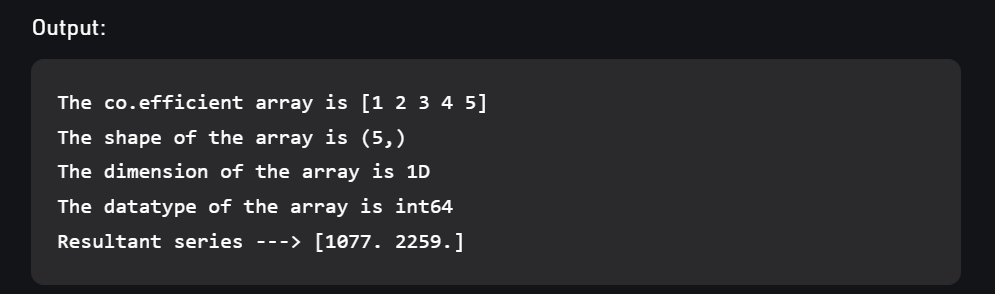 Output:
The co.efficient array is [1 2 3 4 5]
The shape of the array is (5,)
The dimension of the array is 1D
The datatype of the array is int64
Resultant series ---> [1077. 2259.]